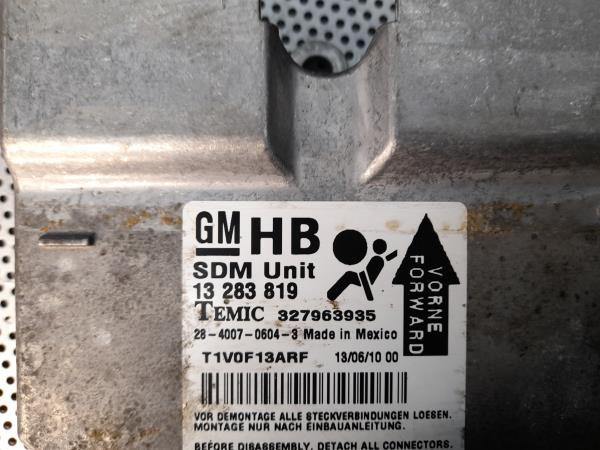 GM HB
SDM Unit
13 283 819
TEMIC 327963935
28-4007-0604-3 Made in Mexico
T1V0F13ARF 13/06/10 00
VORNE
FORWARD
VOR DEMONTAGE ALLE STECKVERBINDUNGEN LOESEN.
MONTAGE NUR NACH EINBAUANLEITUNG.
BEFORE DISASSEMBLY, DETACH ALL CONNECTORS.